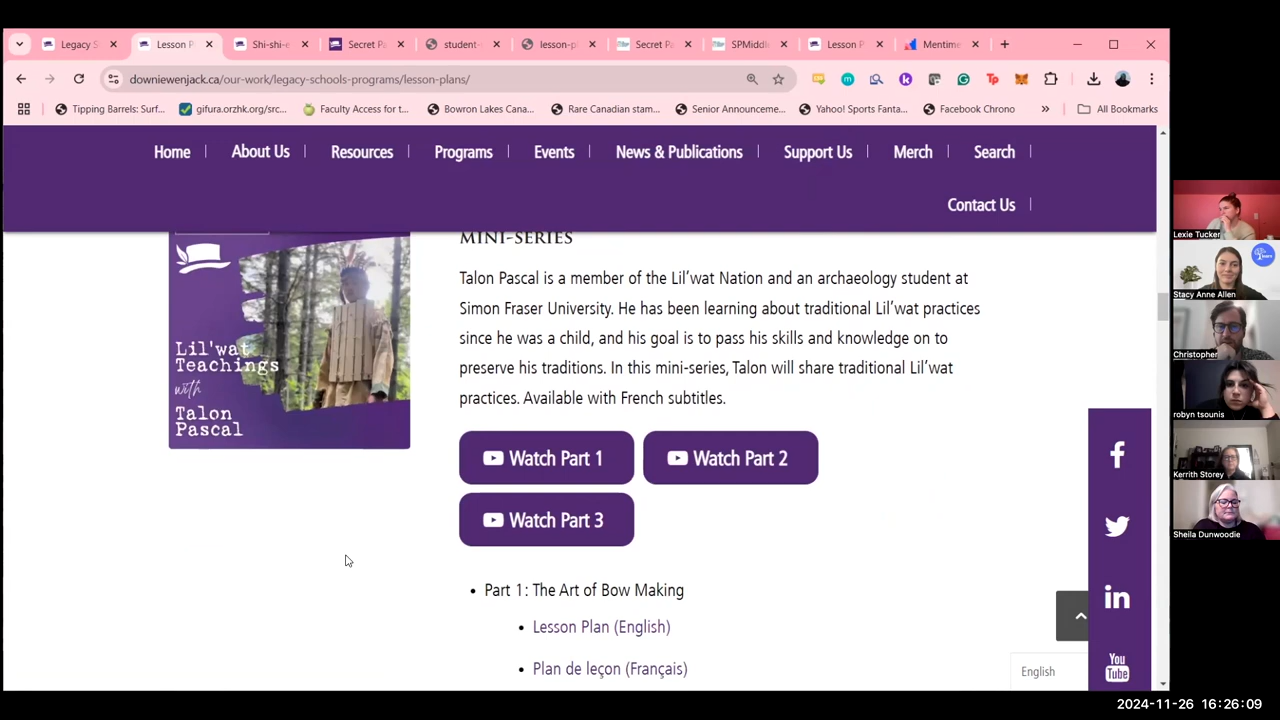 Legacy S
Lesson P
Shi-shi-e
Secret Pa
student-
lesson-p
Secret Pa
SPMiddl
Lesson P
Mentime
downiewenjack.ca/our-work/legacy-schools-programs/lesson-plans/
Tipping Barrels: Surf...
gifura.orzhk.org/src...
Faculty Access for t...
Bowron Lakes Cana...
Rare Canadian stam...
Senior Announceme...
Yahoo! Sports Fanta...
Facebook Chrono
»
All Bookmarks
Home
About Us
Resources
Programs
Events
News & Publications
Support Us
Merch
Search
Contact Us
MINI-SERIES
Talon Pascal is a member of the Lil’wat Nation and an archaeology student at
Simon Fraser University. He has been learning about traditional Lil’wat practices
since he was a child, and his goal is to pass his skills and knowledge on to
preserve his traditions. In this mini-series, Talon will share traditional Lil’wat
practices. Available with French subtitles.
Lil'wat
Teachings
with
Talon
Pascal
Watch Part 1
Watch Part 2
Watch Part 3
• Part 1: The Art of Bow Making
• Lesson Plan (English)
• Plan de leçon (Français)
You
Tube
English
Lexie Tucker
Stacy Anne Allen
Christopher
robyn tsounis
Kerrith Storey
Sheila Dunwoodie
2024-11-26 16:26:09